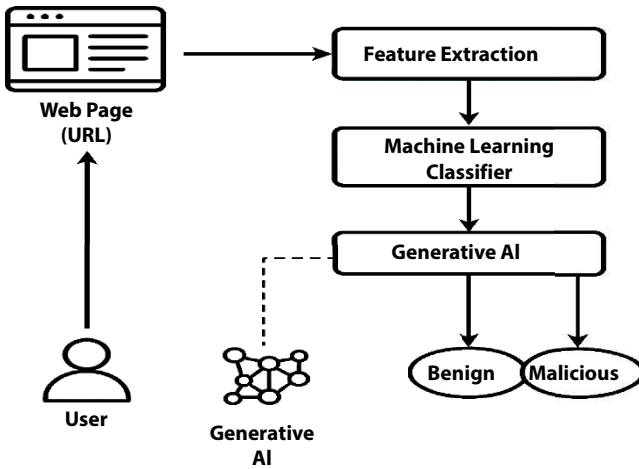 Web Page
(URL)
Feature Extraction
Machine Learning
Classifier
Generative AI
Benign
Malicious
User
Generative
AI